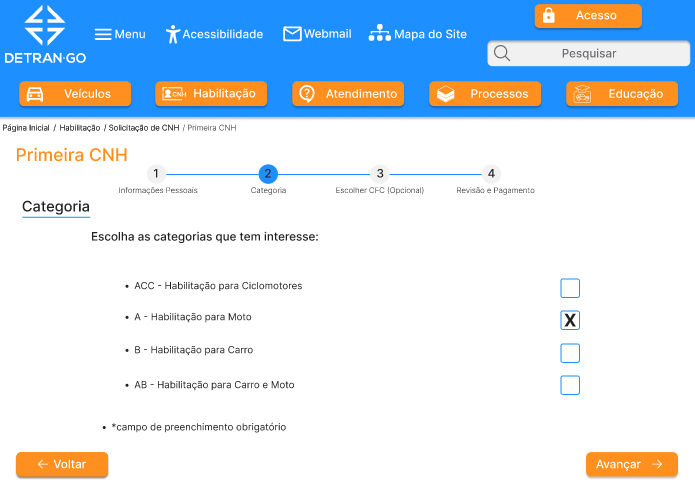 DETRAN·GO
Menu
Acessibilidade
Webmail
Mapa do Site
Acesso
Pesquisar
Veículos
CNH
Habilitação
Atendimento
Processos
Educação
Página Inicial / Habilitação / Solicitação de CNH / Primeira CNH
Primeira CNH
1
2
3
4
Informações Pessoais
Categoria
Escolher CFC (Opcional)
Revisão e Pagamento
Categoria
Escolha as categorias que tem interesse:
• ACC - Habilitação para Ciclomotores
• A - Habilitação para Moto
X
• B - Habilitação para Carro
• AB - Habilitação para Carro e Moto
• *campo de preenchimento obrigatório
← Voltar
Avançar →